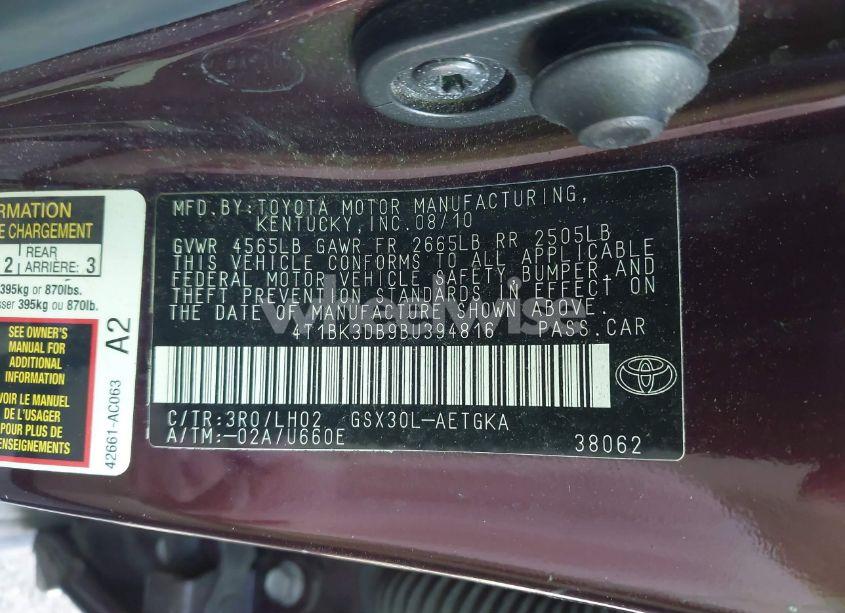 MFD.BY:TOYOTA MOTOR MANUFACTURING,
KENTUCKY, INC. 08/10
GVWR 4565LB GAWR FR 2665LB RR 2505LB
THIS VEHICLE CONFORMS TO ALL APPLICABLE
FEDERAL MOTOR VEHICLE SAFETY, BUMPER, AND
THEFT PREVENTION STANDARDS IN EFFECT ON
THE DATE OF MANUFACTURE SHOWN ABOVE.
4T1BK3DB9BU394816 PASS.CAR
C/TR:3R0/LH02 GSX30L-AETGKA
A/TM:-02A/U660E 38062
RMATION
E CHARGEMENT
2 REAR
ARRIÈRE: 3
395kg or 870lbs.
sser 395kg ou 870lb.
SEE OWNER'S
MANUAL FOR
ADDITIONAL
INFORMATION
VOIR LE MANUEL
DE L'USAGER
POUR PLUS DE
RENSEIGNEMENTS
42661-AC063 A2
wheelwise